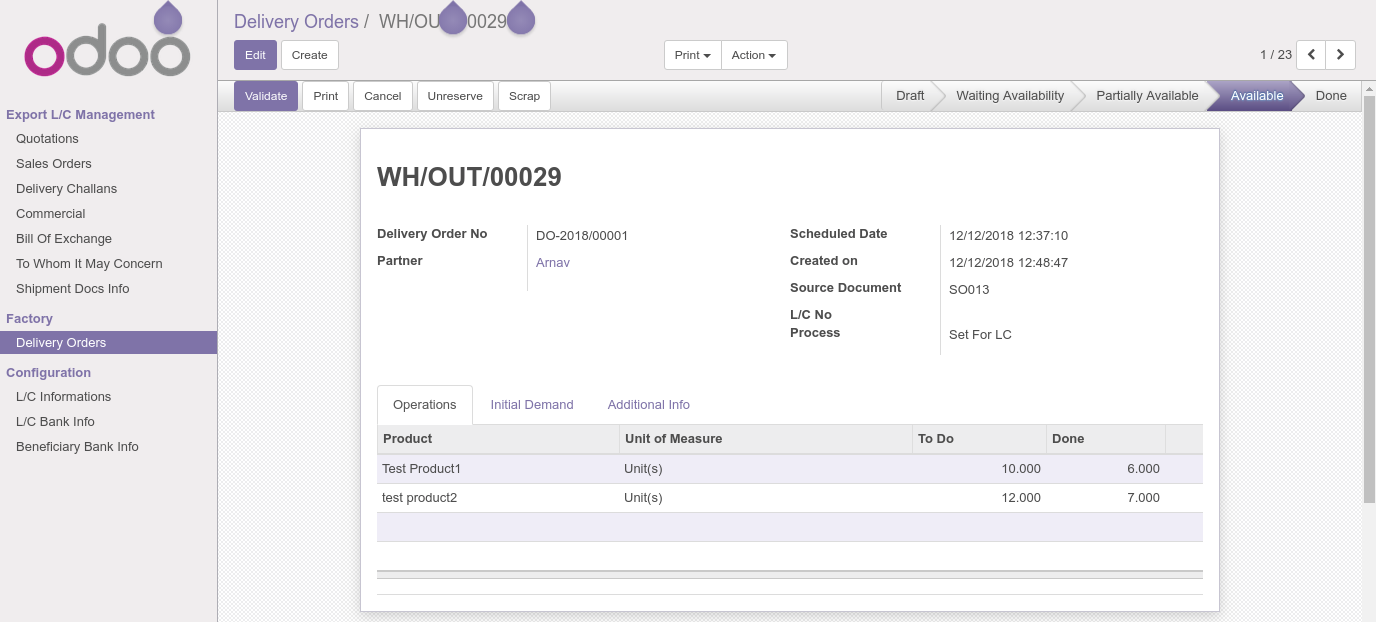 odoo
Export L/C Management
Quotations
Sales Orders
Delivery Challans
Commercial
Bill Of Exchange
To Whom It May Concern
Shipment Docs Info
Factory
Delivery Orders
Configuration
L/C Informations
L/C Bank Info
Beneficiary Bank Info
Delivery Orders / WH/OU 0029
Edit Create Print Action 1 / 23
Validate Print Cancel Unreserve Scrap Draft Waiting Availability Partially Available Available Done
WH/OUT/00029
Delivery Order No DO-2018/00001 Scheduled Date 12/12/2018 12:37:10
Partner Arnav Created on 12/12/2018 12:48:47
Source Document SO013
L/C No
Process Set For LC
Operations Initial Demand Additional Info
Product Unit of Measure To Do Done
Test Product1 Unit(s) 10.000 6.000
test product2 Unit(s) 12.000 7.000